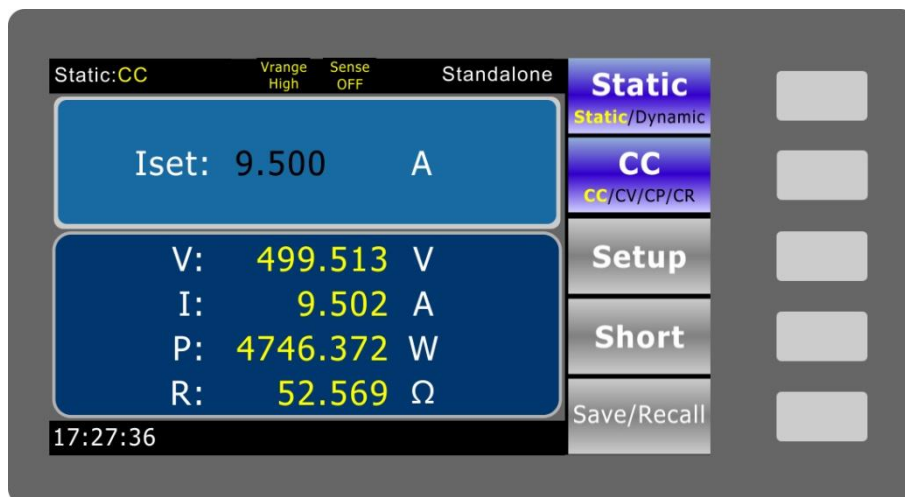 Static:CC Vrange High Sense OFF Standalone
Iset: 9.500 A
V: 499.513 V
I: 9.502 A
P: 4746.372 W
R: 52.569 Ω
17:27:36
Static
Static/Dynamic
CC
CC/CV/CP/CR
Setup
Short
Save/Recall